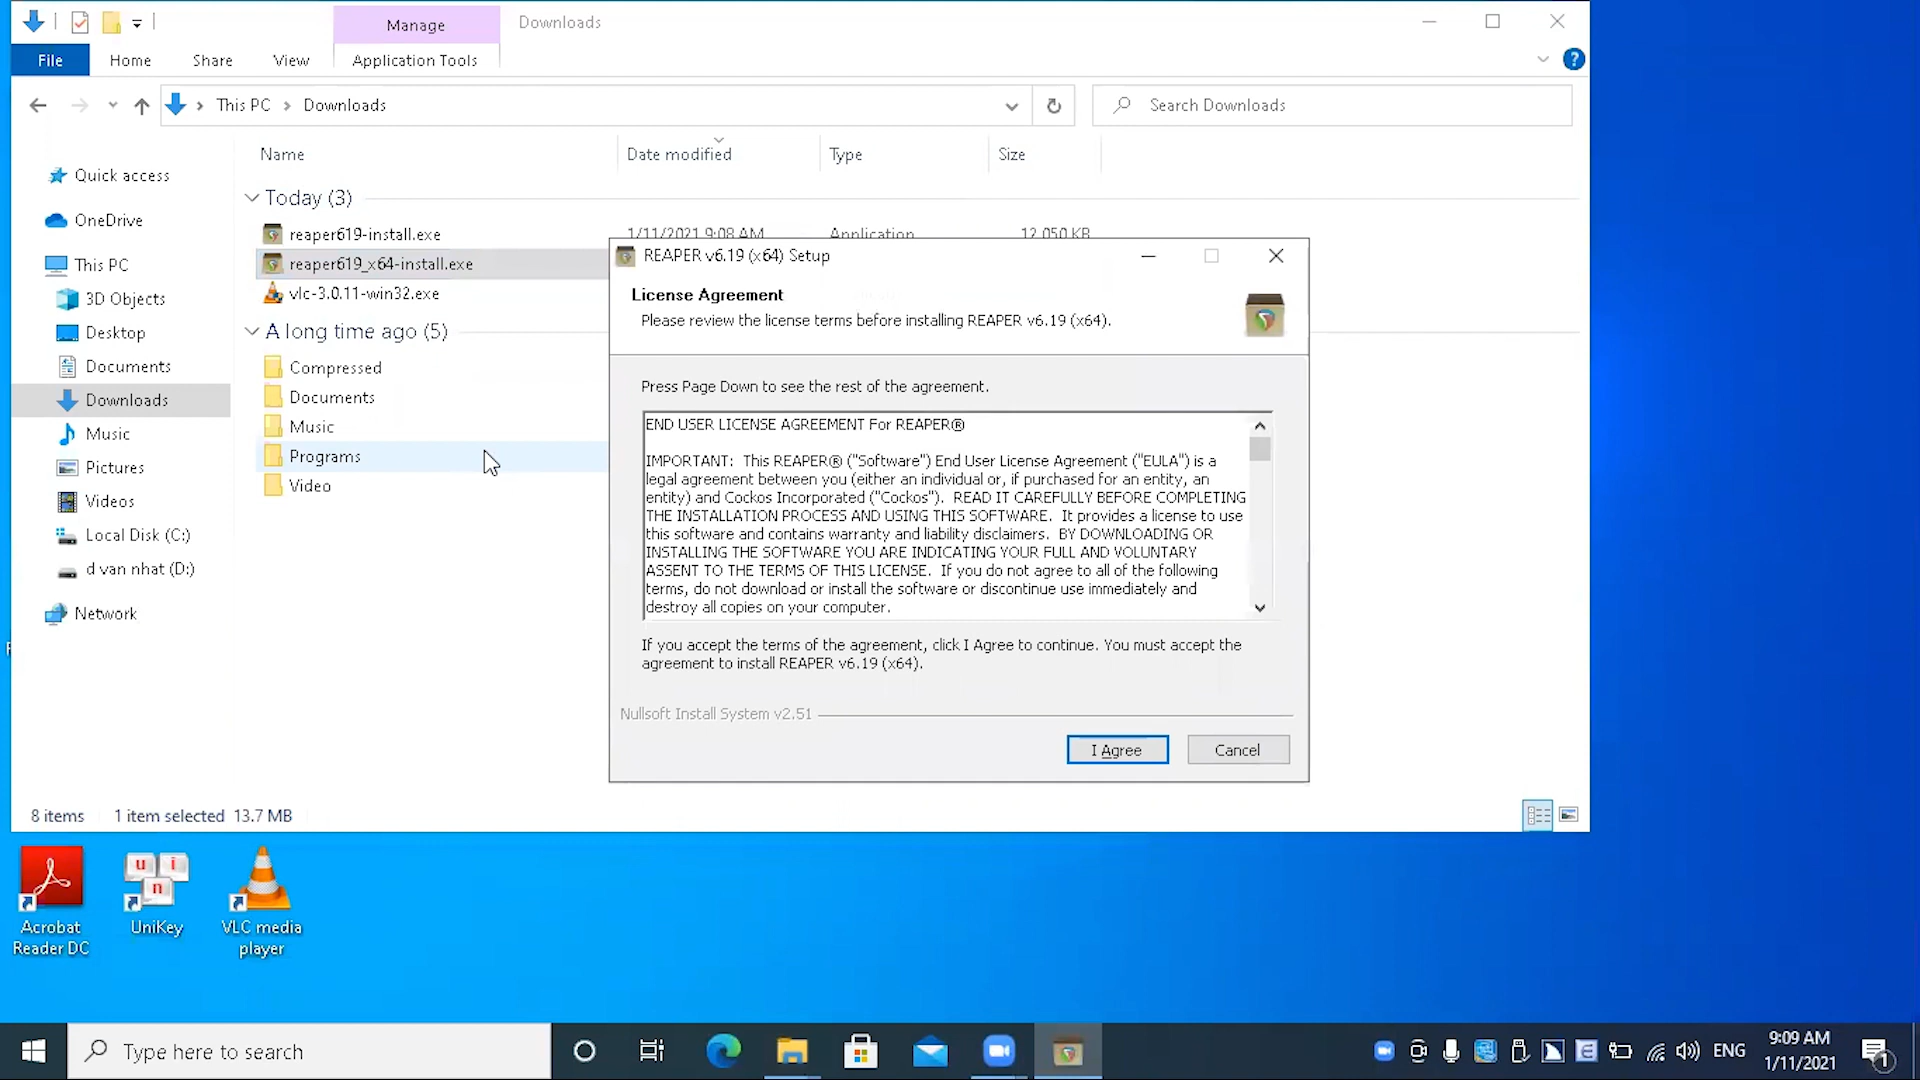 Manage
Downloads
File
Home
Share
View
Application Tools
This PC
Downloads
Search Downloads
Name
Date modified
Type
Size
Quick access
OneDrive
This PC
3D Objects
Desktop
Documents
Downloads
Music
Pictures
Videos
Local Disk (C:)
d van nhat (D:)
Network
Today (3)
reaper619-install.exe
1/11/2021 9:08 AM
Application
12,050 KB
reaper619_x64-install.exe
vlc-3.0.11-win32.exe
A long time ago (5)
Compressed
Documents
Music
Programs
Video
REAPER v6.19 (x64) Setup
License Agreement
Please review the license terms before installing REAPER v6.19 (x64).
Press Page Down to see the rest of the agreement.
END USER LICENSE AGREEMENT For REAPER®
IMPORTANT: This REAPER® ("Software") End User License Agreement ("EULA") is a
legal agreement between you (either an individual or, if purchased for an entity, an
entity) and Cockos Incorporated ("Cockos"). READ IT CAREFULLY BEFORE COMPLETING
THE INSTALLATION PROCESS AND USING THIS SOFTWARE. It provides a license to use
this software and contains warranty and liability disclaimers. BY DOWNLOADING OR
INSTALLING THE SOFTWARE YOU ARE INDICATING YOUR FULL AND VOLUNTARY
ASSENT TO THE TERMS OF THIS LICENSE. If you do not agree to all of the following
terms, do not download or install the software or discontinue use immediately and
destroy all copies on your computer.
If you accept the terms of the agreement, click I Agree to continue. You must accept the
agreement to install REAPER v6.19 (x64).
Nullsoft Install System v2.51
I Agree
Cancel
8 items
1 item selected 13.7 MB
Acrobat
Reader DC
u i n
UniKey
VLC media
player
Type here to search
ENG
9:09 AM
1/11/2021
1